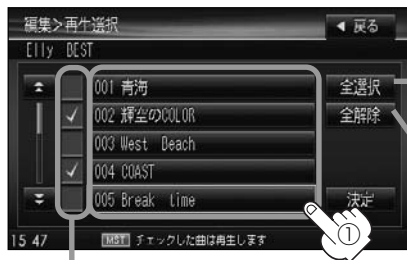 編集>再生選択
◀ 戻る
Elly BEST
001 青海
全選択
✓ 002 輝空のCOLOR
全解除
003 West Beach
✓ 004 COAST
005 Break time
決定
①
15 47
MST チェックした曲は再生します